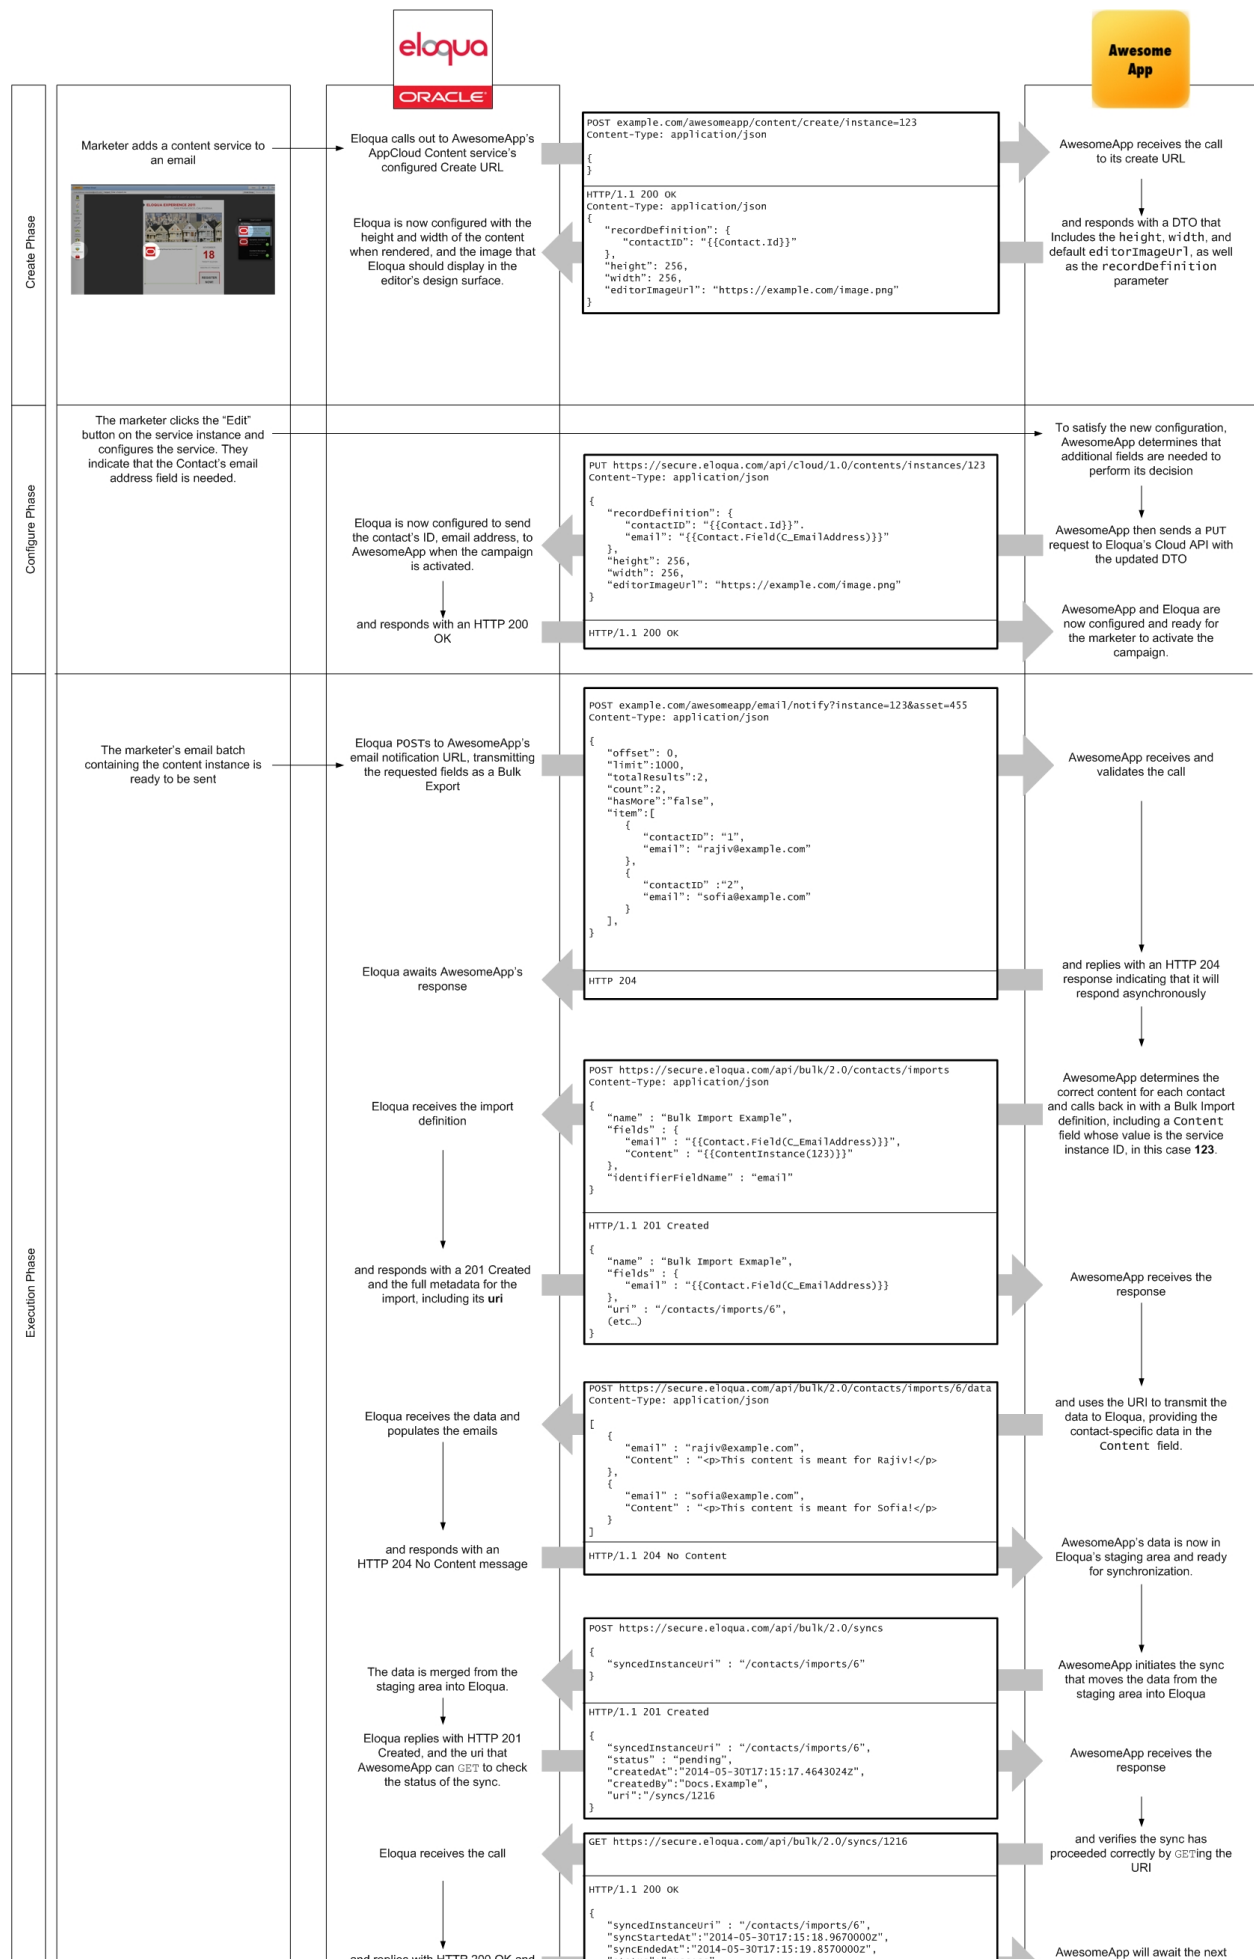 eloqua
ORACLE
Awesome
App
Create Phase
Marketer adds a content service to
an email
ELOQUA EXPERIENCE
18
Eloqua calls out to AwesomeApp's
AppCloud Content service's
configured Create URL
POST example.com/awesomeapp/content/create/instance=123
Content-Type: application/json
{
}
AwesomeApp receives the call
to its create URL
and responds with a DTO that
Includes the height, width, and
default editorImageUrl, as well
as the recordDefinition
parameter
HTTP/1.1 200 OK
Content-Type: application/json
{
"recordDefinition": {
"contactID": "{{Contact.Id}}"
},
"height": 256,
"width": 256,
"editorImageUrl": "https://example.com/image.png"
}
Eloqua is now configured with the
height and width of the content
when rendered, and the image that
Eloqua should display in the
editor's design surface.
Configure Phase
The marketer clicks the “Edit”
button on the service instance and
configures the service. They
indicate that the Contact's email
address field is needed.
To satisfy the new configuration,
AwesomeApp determines that
additional fields are needed to
perform its decision
AwesomeApp then sends a PUT
request to Eloqua's Cloud API with
the updated DTO
PUT https://secure.eloqua.com/api/cloud/1.0/contents/instances/123
Content-Type: application/json
{
"recordDefinition": {
"contactID": "{{Contact.Id}}".
"email": "{{Contact.Field(C_EmailAddress)}}"
},
"height": 256,
"width": 256,
"editorImageUrl": "https://example.com/image.png"
}
Eloqua is now configured to send
the contact's ID, email address, to
AwesomeApp when the campaign
is activated.
and responds with an HTTP 200
OK
HTTP/1.1 200 OK
AwesomeApp and Eloqua are
now configured and ready for
the marketer to activate the
campaign.
Execution Phase
The marketer's email batch
containing the content instance is
ready to be sent
Eloqua POSTs to AwesomeApp's
email notification URL, transmitting
the requested fields as a Bulk
Export
POST example.com/awesomeapp/email/notify?instance=123&asset=455
Content-Type: application/json
{
"offset": 0,
"limit":1000,
"totalResults":2,
"count":2,
"hasMore":"false",
"item":[
{
"contactID": "1",
"email": "rajiv@example.com"
},
{
"contactID" :"2",
"email": "sofia@example.com"
}
],
}
AwesomeApp receives and
validates the call
and replies with an HTTP 204
response indicating that it will
respond asynchronously
HTTP 204
Eloqua awaits AwesomeApp's
response
AwesomeApp determines the
correct content for each contact
and calls back in with a Bulk Import
definition, including a Content
field whose value is the service
instance ID, in this case 123.
POST https://secure.eloqua.com/api/bulk/2.0/contacts/imports
Content-Type: application/json
{
"name" : "Bulk Import Example",
"fields" : {
"email" : "{{Contact.Field(C_EmailAddress)}}",
"Content" : "{{ContentInstance(123)}}"
},
"identifierFieldName" : "email"
}
Eloqua receives the import
definition
and responds with a 201 Created
and the full metadata for the
import, including its uri
HTTP/1.1 201 Created
{
"name" : "Bulk Import Exmaple",
"fields" : {
"email" : "{{Contact.Field(C_EmailAddress)}}
},
"uri" : "/contacts/imports/6",
(etc…)
}
AwesomeApp receives the
response
and uses the URI to transmit the
data to Eloqua, providing the
contact-specific data in the
Content field.
POST https://secure.eloqua.com/api/bulk/2.0/contacts/imports/6/data
Content-Type: application/json
[
{
"email" : "rajiv@example.com",
"Content" : "<p>This content is meant for Rajiv!</p>
},
{
"email" : "sofia@example.com",
"Content" : "<p>This content is meant for Sofia!</p>
}
]
Eloqua receives the data and
populates the emails
and responds with an
HTTP 204 No Content message
HTTP/1.1 204 No Content
AwesomeApp's data is now in
Eloqua's staging area and ready
for synchronization.
AwesomeApp initiates the sync
that moves the data from the
staging area into Eloqua
POST https://secure.eloqua.com/api/bulk/2.0/syncs
{
"syncedInstanceUri" : "/contacts/imports/6"
}
The data is merged from the
staging area into Eloqua.
Eloqua replies with HTTP 201
Created, and the uri that
AwesomeApp can GET to check
the status of the sync.
HTTP/1.1 201 Created
{
"syncedInstanceUri" : "/contacts/imports/6",
"status" : "pending",
"createdAt":"2014-05-30T17:15:17.4643024Z",
"createdBy":"Docs.Example",
"uri":"/syncs/1216
}
AwesomeApp receives the
response
and verifies the sync has
proceeded correctly by GETing the
URI
GET https://secure.eloqua.com/api/bulk/2.0/syncs/1216
Eloqua receives the call
HTTP/1.1 200 OK
{
"syncedInstanceUri" : "/contacts/imports/6",
"syncStartedAt":"2014-05-30T17:15:18.9670000Z",
"syncEndedAt":"2014-05-30T17:15:19.8570000Z",
and replies with HTTP 200 OK and
AwesomeApp will await the next